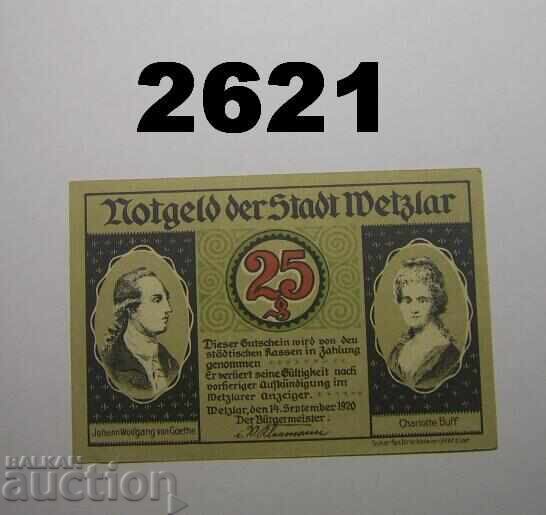 2621
Notgeld der Stadt Wetzlar
25
₰
Dieser Gutschein wird von den
städtischen Kassen in Zahlung
genommen
Er verliert seine Gültigkeit nach
vorheriger Aufkündigung im
Wetzlarer Anzeiger.
Wetzlar, den 14. September 1920
Der Bürgermeister:
Johann Wolfgang von Goethe
Charlotte Buff
БАЛКАН
auction